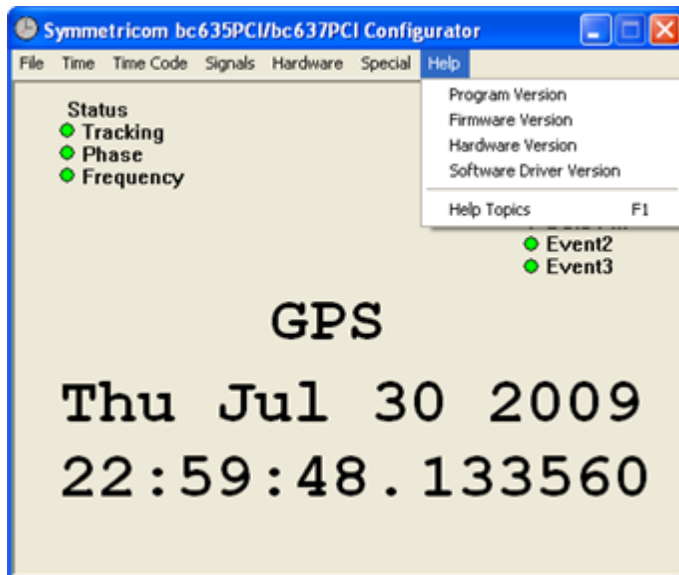 Symmetricom bc635PCI/bc637PCI Configurator
File Time Time Code Signals Hardware Special Help
Program Version
Firmware Version
Hardware Version
Software Driver Version
Help Topics F1
Status
Tracking
Phase
Frequency
Event2
Event3
GPS
Thu Jul 30 2009
22:59:48.133560